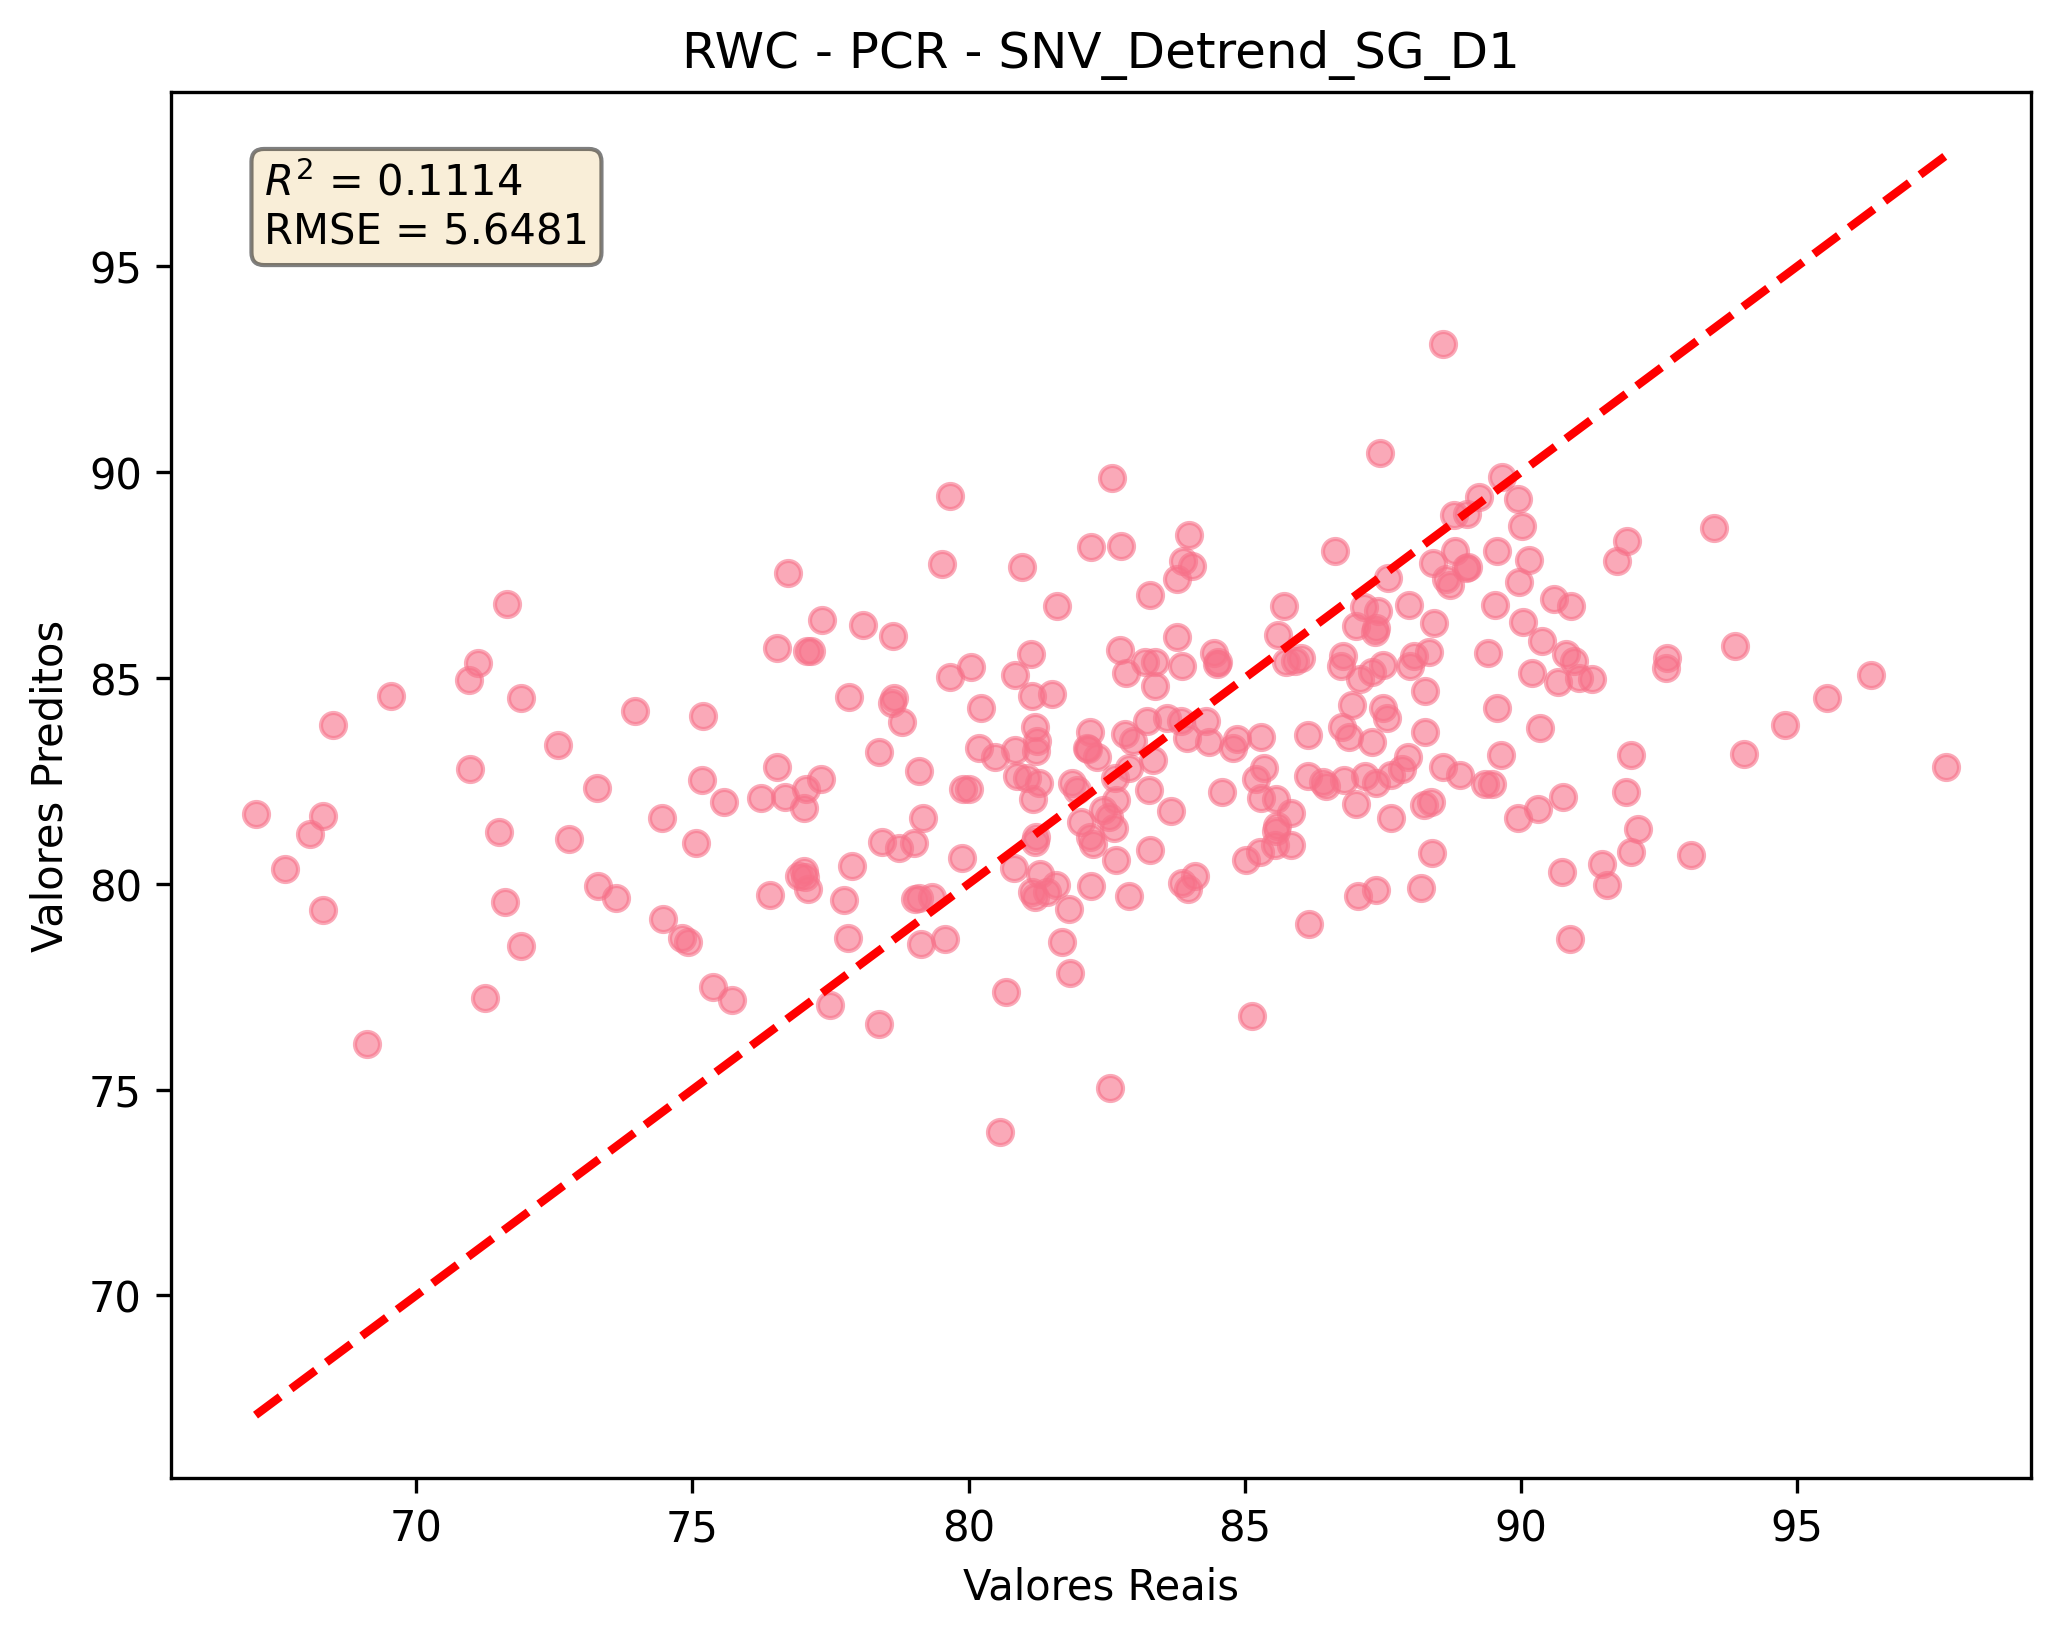 RWC - PCR - SNV_Detrend_SG_D1
R² = 0.1114
RMSE = 5.6481
Valores Preditos
95
90
85
80
75
70
70 75 80 85 90 95
Valores Reais